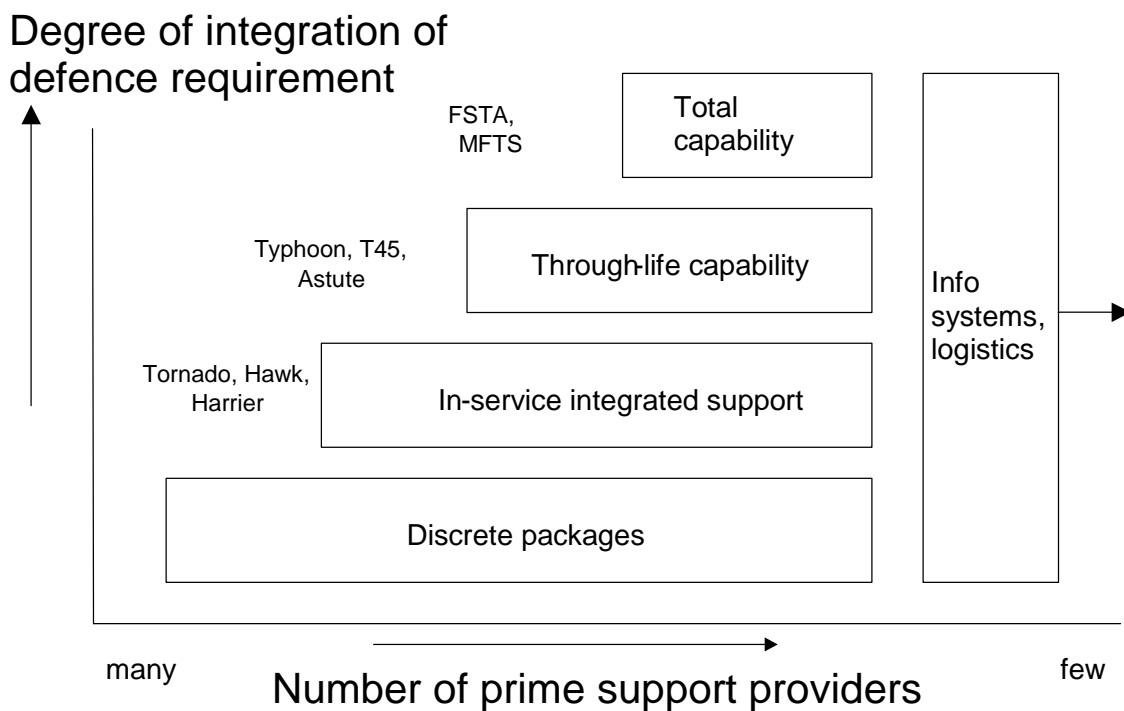 Degree of integration of
defence requirement
FSTA,
MFTS
Total
capability
Typhoon, T45,
Astute
Through-life capability
Info
systems,
logistics
Tornado, Hawk,
Harrier
In-service integrated support
Discrete packages
many
few
Number of prime support providers